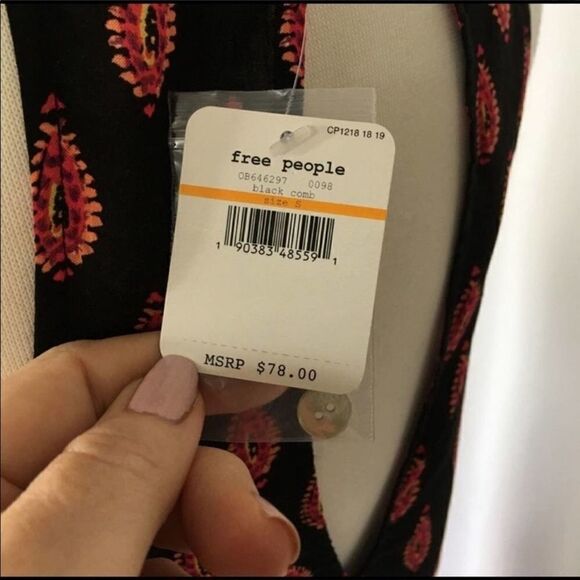 CP1218 18 19
free people
OB646297 0098
black comb
size S
1 90383 48559 1
MSRP $78.00